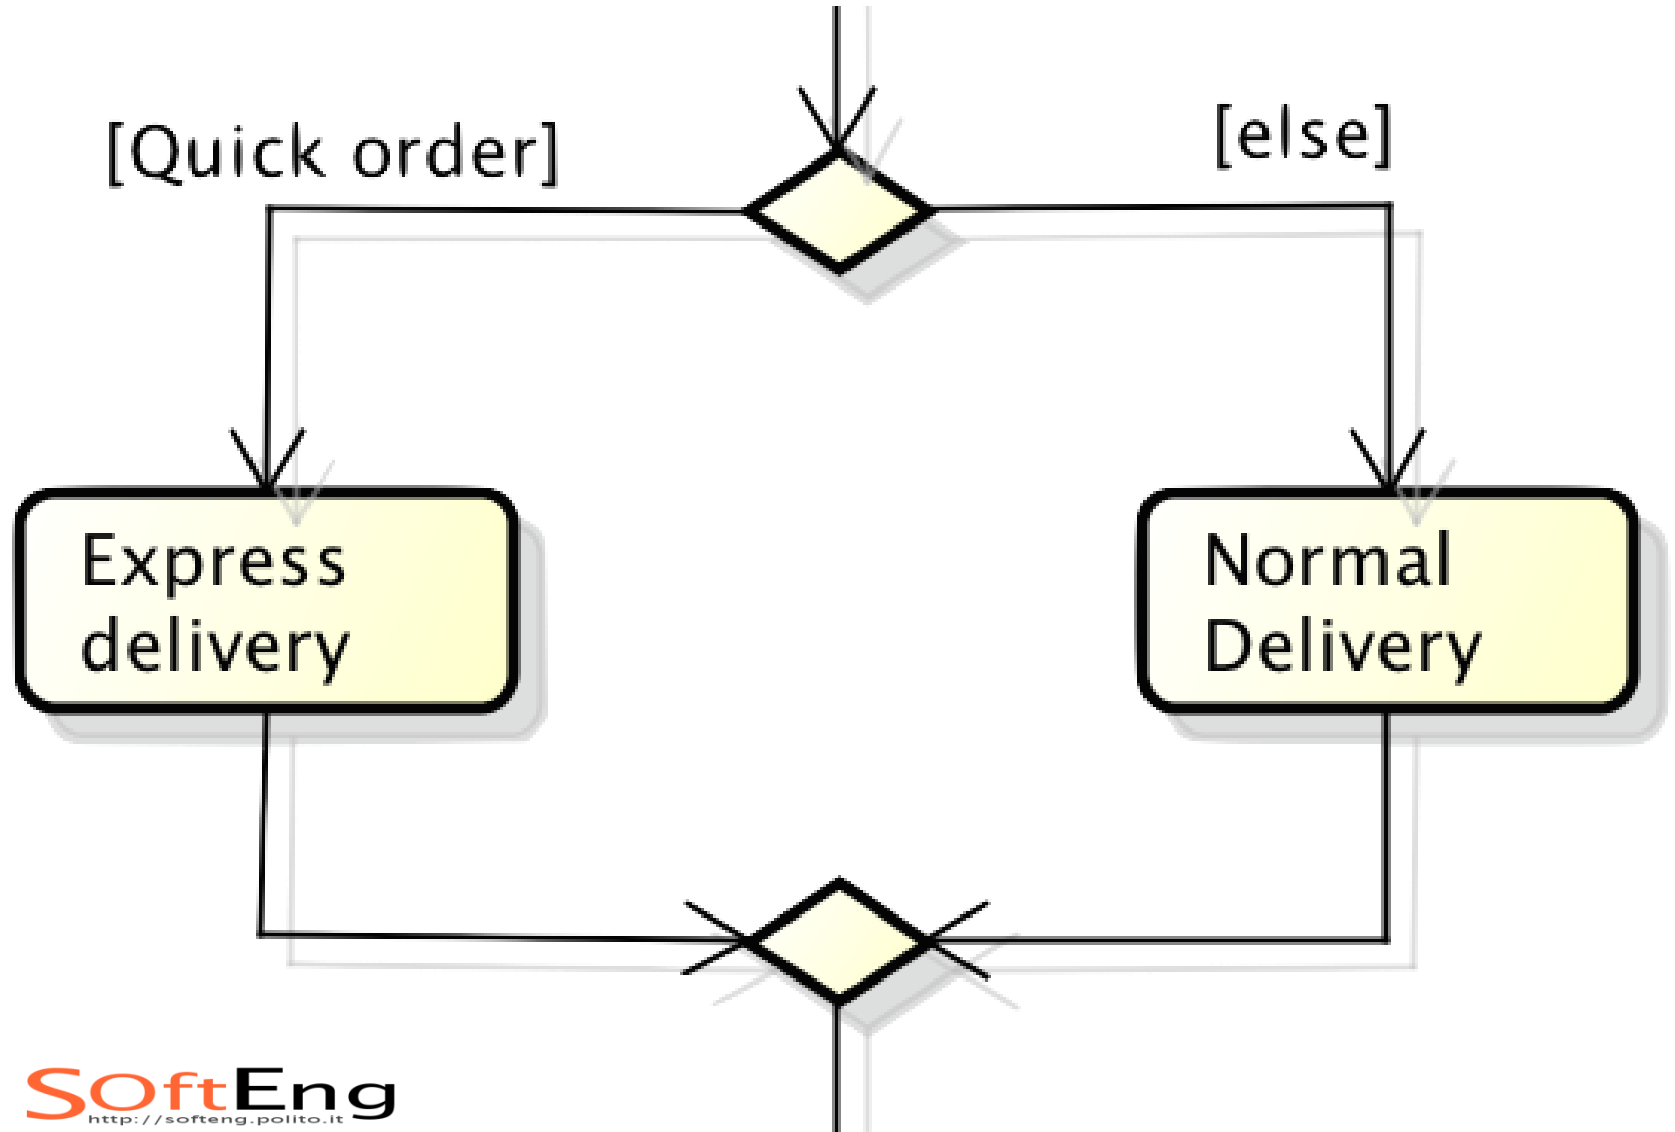 [Quick order]
[else]
Express
delivery
Normal
Delivery
SoftEng
http://softeng.polito.it